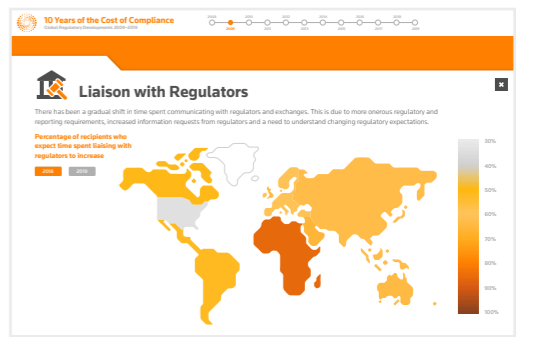 10 Years of the Cost of Compliance
Global Regulatory Developments 2009–2019
Liaison with Regulators
There has been a gradual shift in time spent communicating with regulators and exchanges. This is due to more onerous regulatory and
reporting requirements, increased information requests from regulators and a need to understand changing regulatory expectations.
Percentage of recipients who
expect time spent liaising with
regulators to increase
30%
40%
50%
60%
70%
80%
90%
100%